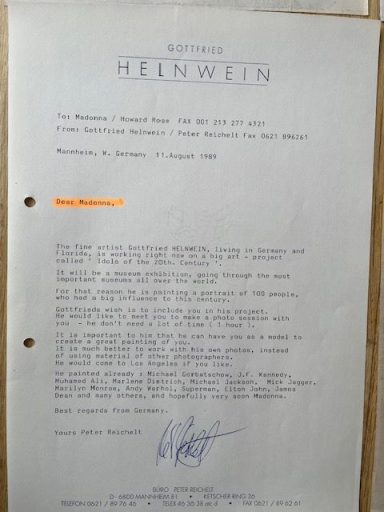 GOTTFRIED
HELNWEIN
To: Madonna / Howard Rose FAX 001 213 277 4321
From: Gottfried Helnwein / Peter Reichelt Fax 0621 896261
Mannheim, W. Germany 11.August 1989
Dear Madonna,
The fine artist Gottfried HELNWEIN, living in Germany and
Florida, is working right now on a big art - project
called ' Idols of the 20th. Century '.
It will be a museum exhibition, going through the most
important museums all over the world.
For that reason he is painting a portrait of 100 people,
who had a big influence to this century.
Gottfrieds wish is to include you in his project.
He would like to meet you to make a photo session with
you - he don't need a lot of time ( 1 hour ).
It is important to him that he can have you as a model to
create a great painting of you.
It is much better to work with his own photos, instead
of using material of other photographers.
He would come to Los Angeles if you like.
He painted already : Michael Gorbatschow, J.F. Kennedy,
Muhamed Ali, Marlene Dietrich, Michael Jackson, Mick Jagger,
Marilyn Monroe, Andy Warhol, Superman, Elton John, James
Dean and many others, and hopefully very soon Madonna.
Best regards from Germany.
Yours Peter Reichelt
BÜRO PETER REICHELT
D - 6800 MANNHEIM 81 • KETSCHER RING 26
TELEFON 0621 / 89 76 46 • TELEX 46 35 38 • FAX 0621 / 89 62 61